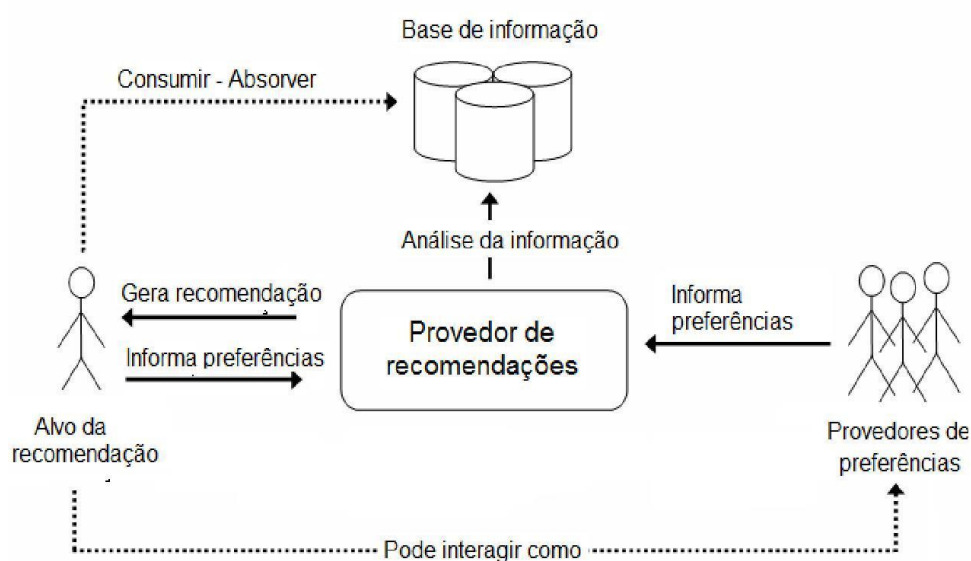 Base de informação
Consumir - Absorver
Análise da informação
Gera recomendação
Informa preferências
Provedor de
recomendações
Informa
preferências
Alvo da
recomendação
Provedores de
preferências
Pode interagir como